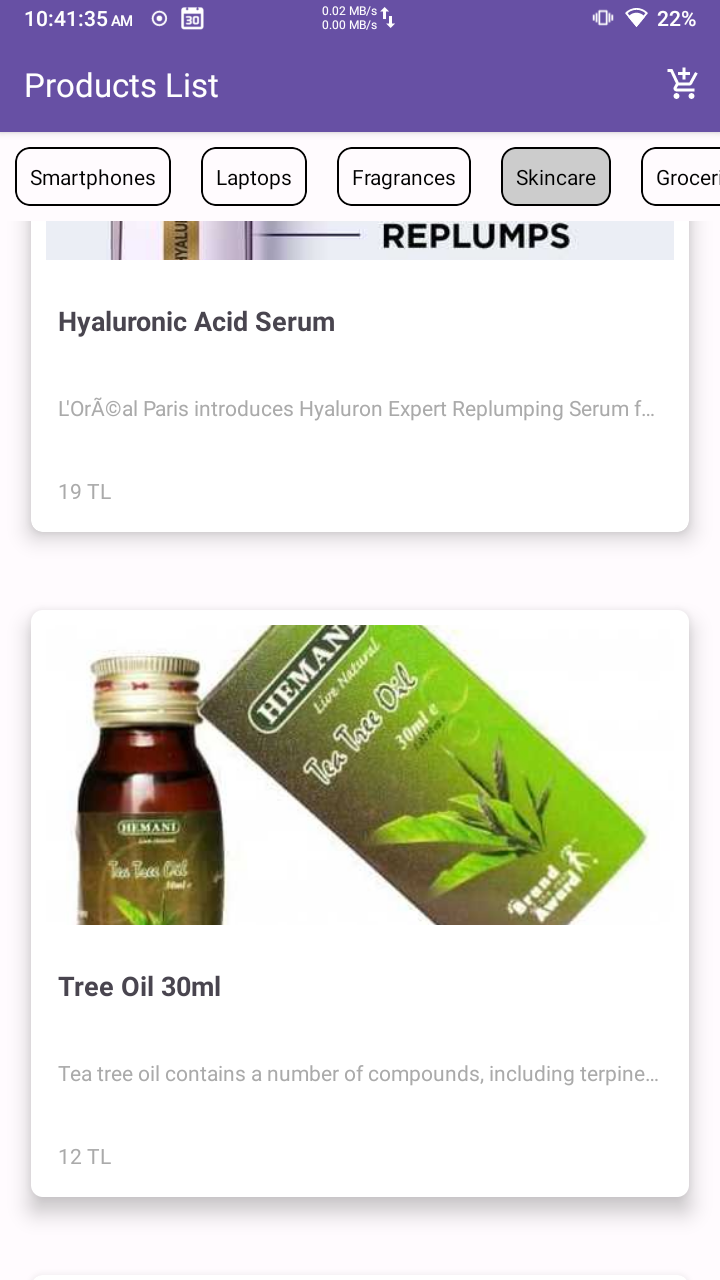 10:41:35 AM 30 0.02 MB/s 22%
0.00 MB/s
Products List
Smartphones Laptops Fragrances Skincare Groceri
HYALU
REPLUMPS
Hyaluronic Acid Serum
L'OrÃ©al Paris introduces Hyaluron Expert Replumping Serum f...
19 TL
HEMANI
Live Natural
Tea Tree Oil
30ml e
HEMANI
Live Natural
Tea Tree Oil
30ml e
Brand
Award
Tree Oil 30ml
Tea tree oil contains a number of compounds, including terpine...
12 TL